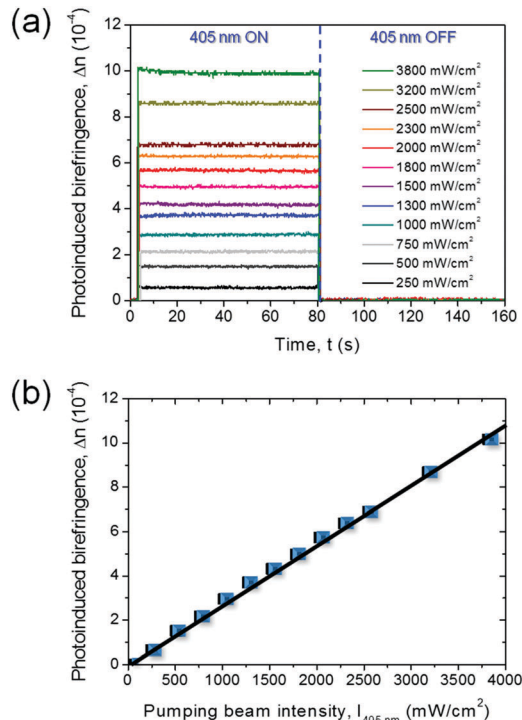 (a)
405 nm ON
405 nm OFF
Photoinduced birefringence, Δn (10⁻⁴)
12
10
8
6
4
2
0
3800 mW/cm²
3200 mW/cm²
2500 mW/cm²
2300 mW/cm²
2000 mW/cm²
1800 mW/cm²
1500 mW/cm²
1300 mW/cm²
1000 mW/cm²
750 mW/cm²
500 mW/cm²
250 mW/cm²
0 20 40 60 80 100 120 140 160
Time, t (s)
(b)
Photoinduced birefringence, Δn (10⁻⁴)
12
10
8
6
4
2
0
0 500 1000 1500 2000 2500 3000 3500 4000
Pumping beam intensity, I₄₀₅ ₙₘ (mW/cm²)